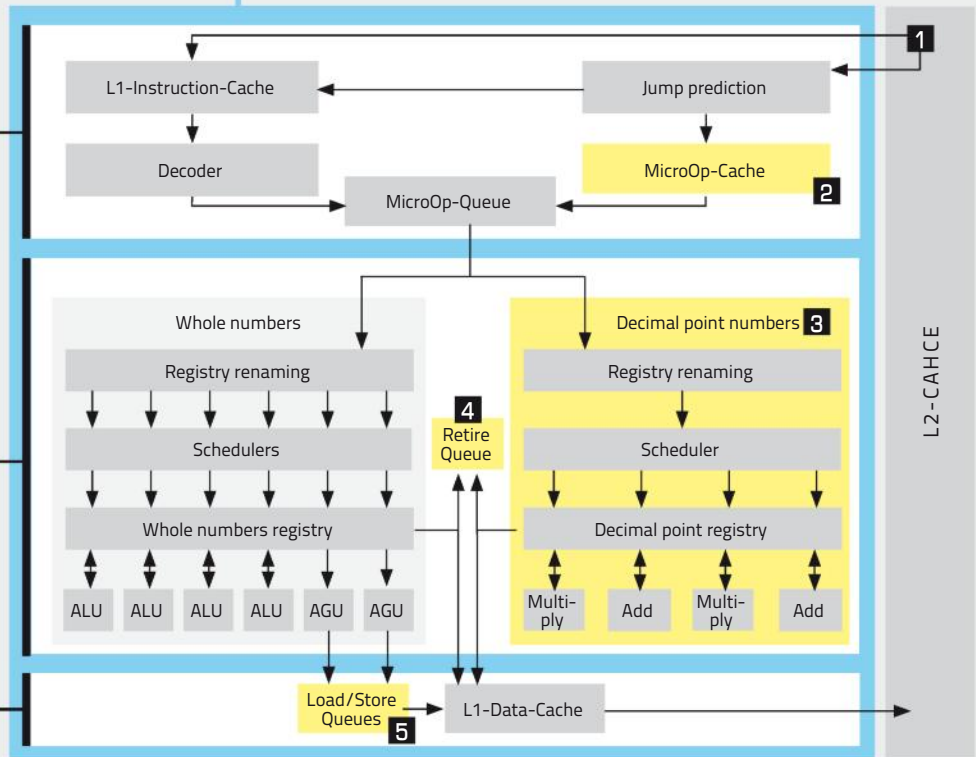 1
L1-Instruction-Cache
Jump prediction
Decoder
MicroOp-Cache
2
MicroOp-Queue
Whole numbers
Decimal point numbers 3
Registry renaming
Registry renaming
4
Retire
Queue
Schedulers
Scheduler
Whole numbers registry
Decimal point registry
ALU
ALU
ALU
ALU
AGU
AGU
Multi-
ply
Add
Multi-
ply
Add
Load/Store
Queues
5
L1-Data-Cache
L2-CAHCE